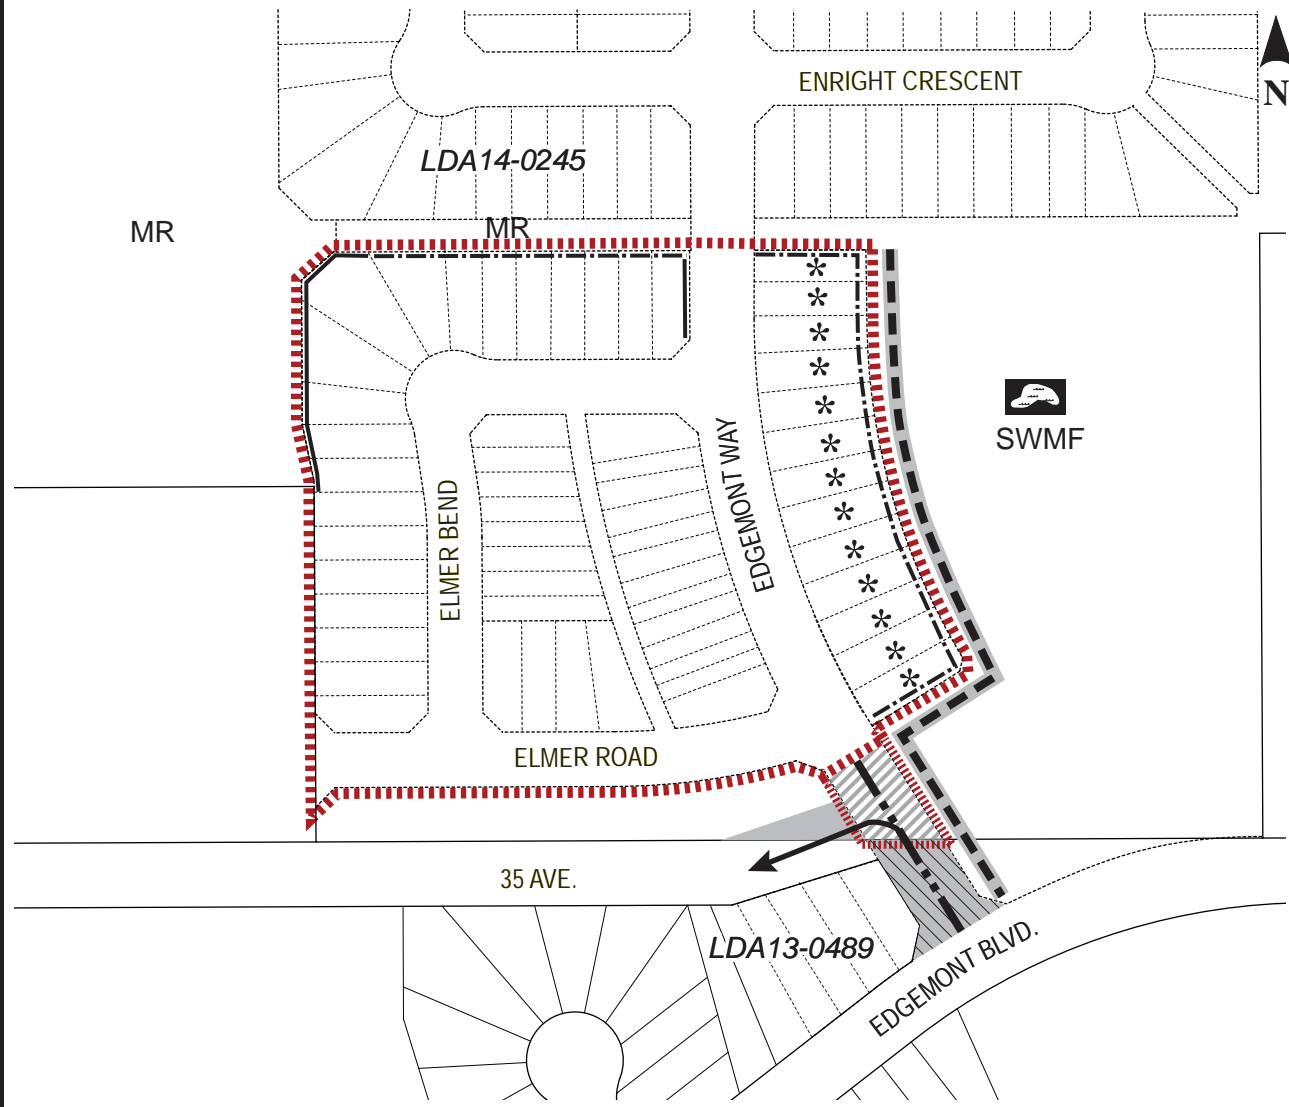 ENRIGHT CRESCENT
N
LDA14-0245
MR
MR
SWMF
EDGEMONT WAY
ELMER BEND
ELMER ROAD
35 AVE.
LDA13-0489
EDGEMONT BLVD.